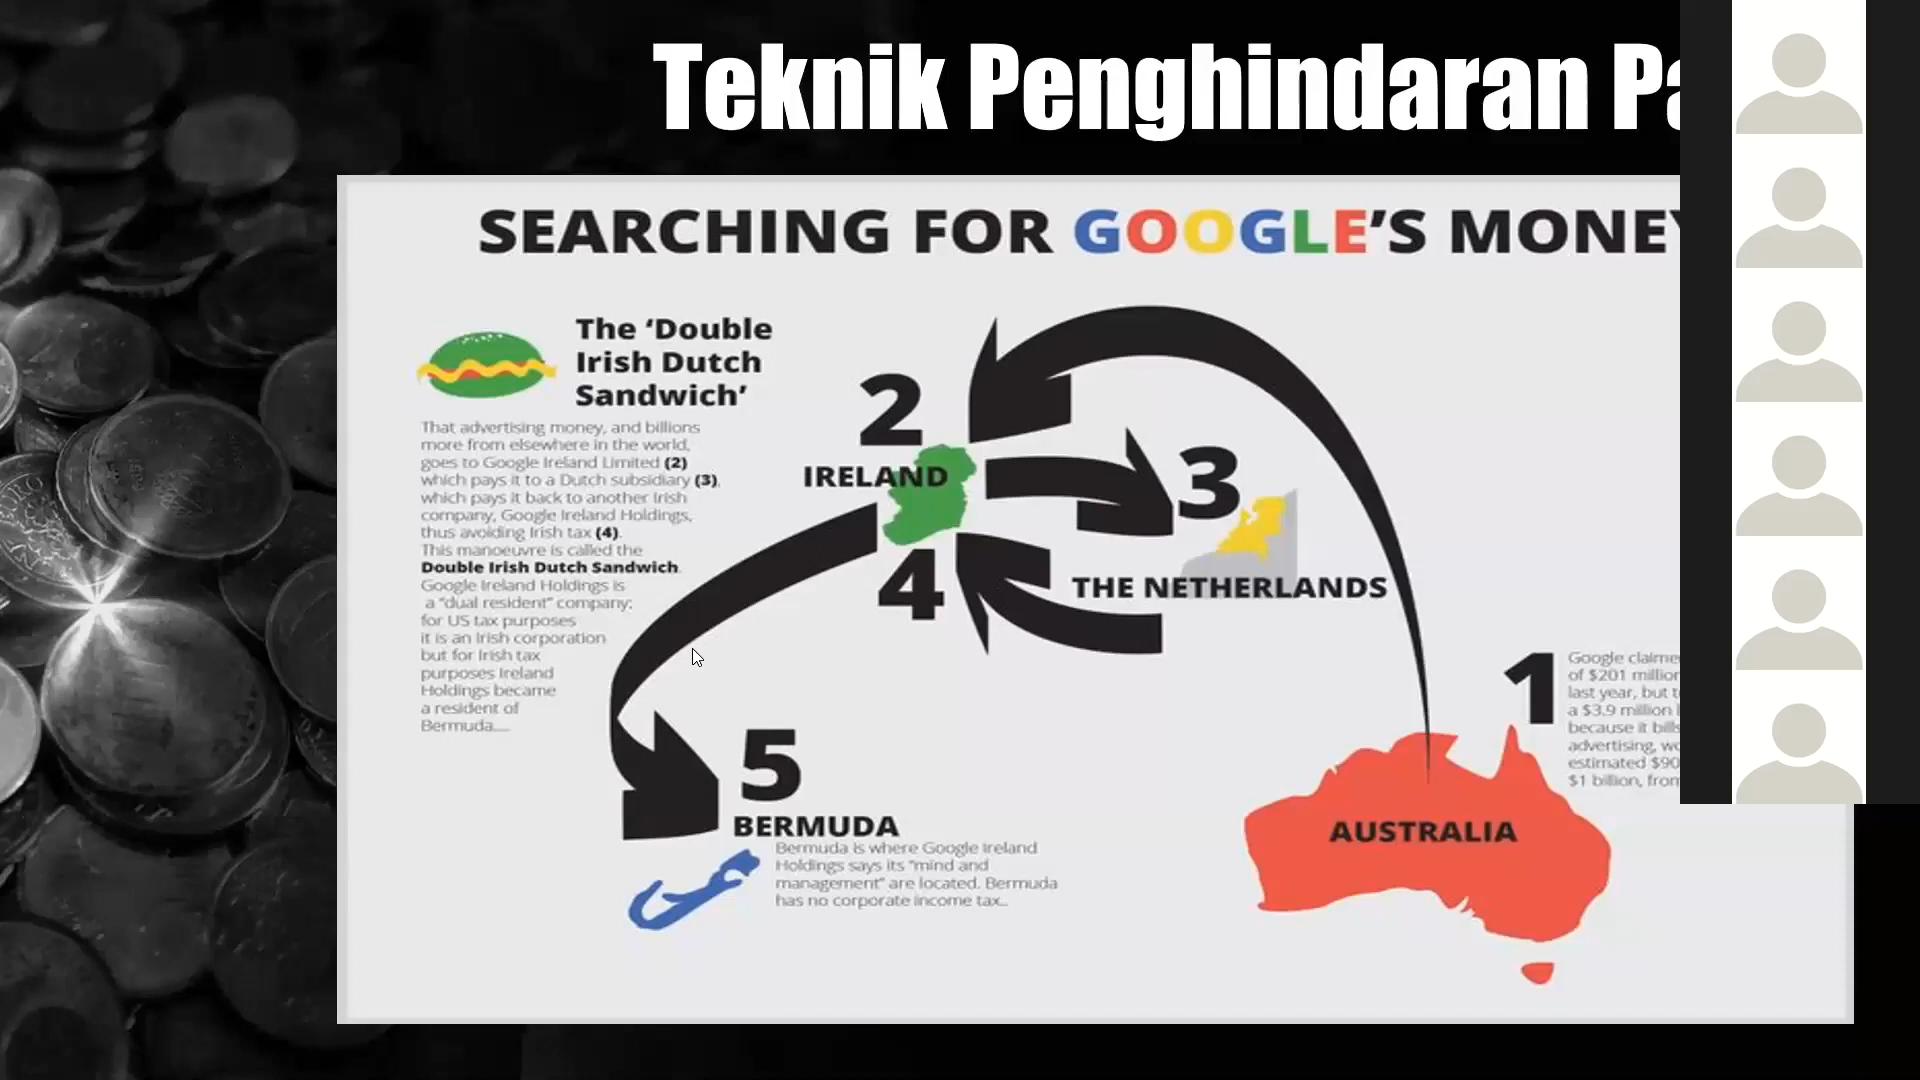 Teknik Penghindaran
SEARCHING FOR GOOGLE'S MONEY
The ‘Double
Irish Dutch
Sandwich’
That advertising money, and billions
more from elsewhere in the world,
goes to Google Ireland Limited (2)
which pays it to a Dutch subsidiary (3),
which pays it back to another Irish
company, Google Ireland Holdings,
thus avoiding Irish tax (4).
This manoeuvre is called the
Double Irish Dutch Sandwich.
Google Ireland Holdings is
a “dual resident” company;
for US tax purposes
it is an Irish corporation
but for Irish tax
purposes Ireland
Holdings became
a resident of
Bermuda....
2
IRELAND
3
THE NETHERLANDS
4
5
BERMUDA
Bermuda is where Google Ireland
Holdings says its “mind and
management” are located. Bermuda
has no corporate income tax...
1
Google
of $201
last year, but
a $3.9 million
because it
advertising,
estimated
$1 billion, from
AUSTRALIA